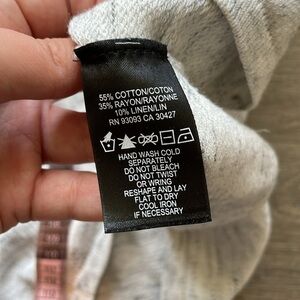 55% COTTON/COTON
35% RAYON/RAYONNE
10% LINEN/LIN
RN 93093 CA 30427
HAND WASH COLD
SEPARATELY
DO NOT BLEACH
DO NOT TWIST
OR WRING
RESHAPE AND LAY
FLAT TO DRY
COOL IRON
IF NECESSARY